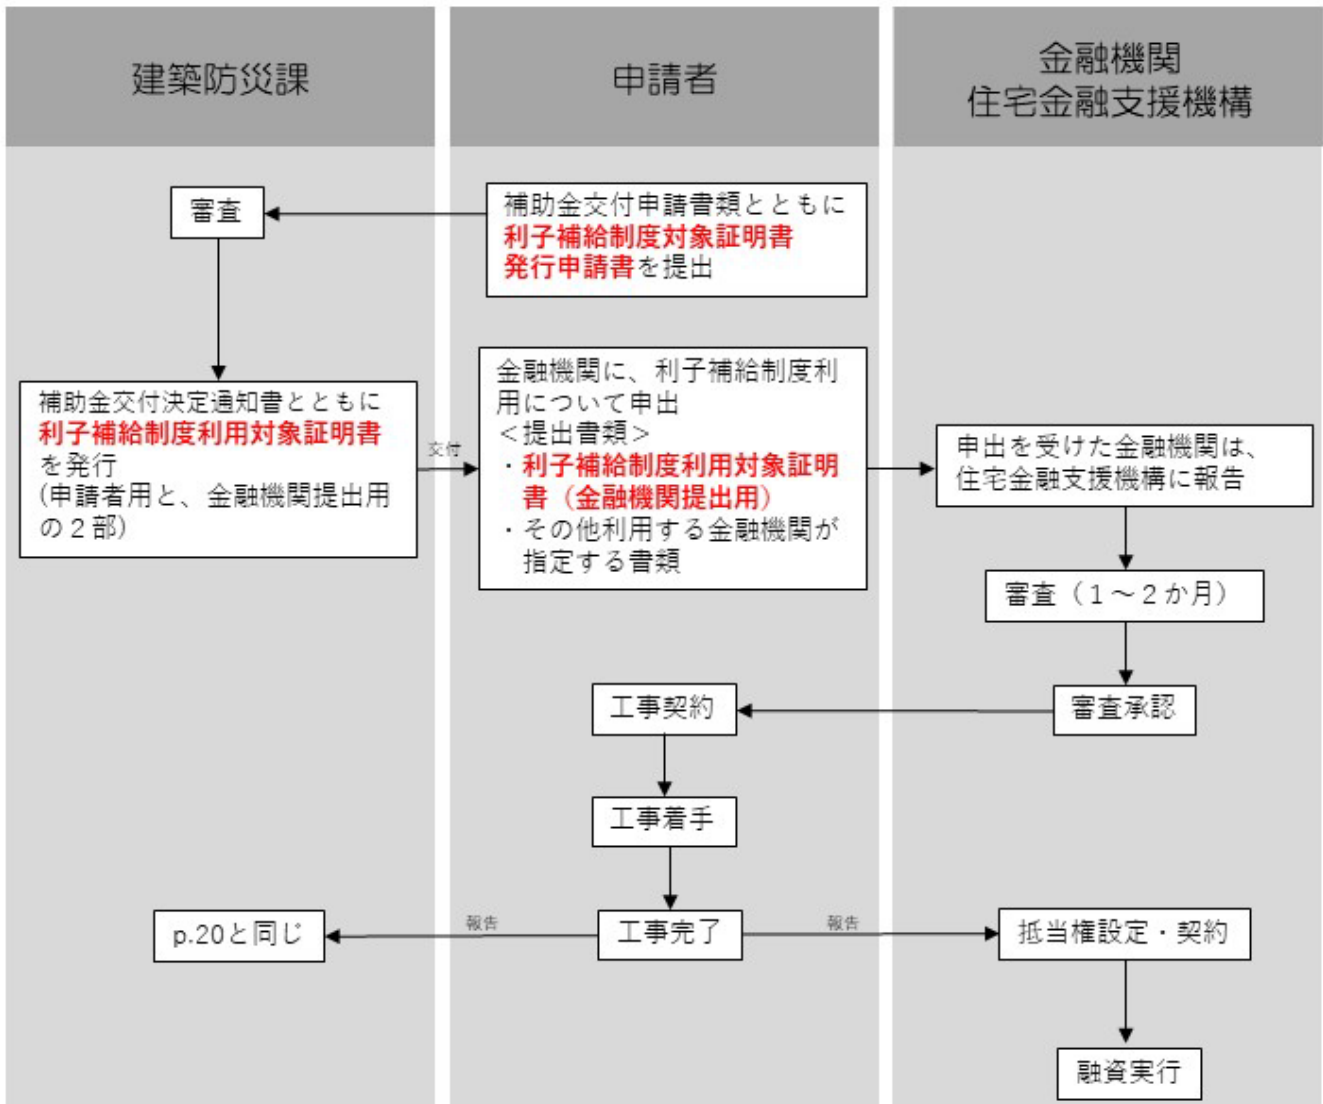 建築防災課
申請者
金融機関
住宅金融支援機構
審査
補助金交付申請書類とともに
利子補給制度対象証明書
発行申請書を提出
補助金交付決定通知書とともに
利子補給制度利用対象証明書
を発行
(申請者用と、金融機関提出用
の２部)
交付
金融機関に、利子補給制度利
用について申出
＜提出書類＞
・利子補給制度利用対象証明
書（金融機関提出用）
・その他利用する金融機関が
指定する書類
申出を受けた金融機関は、
住宅金融支援機構に報告
審査（１～２か月）
審査承認
工事契約
工事着手
工事完了
報告
p.20と同じ
報告
抵当権設定・契約
融資実行